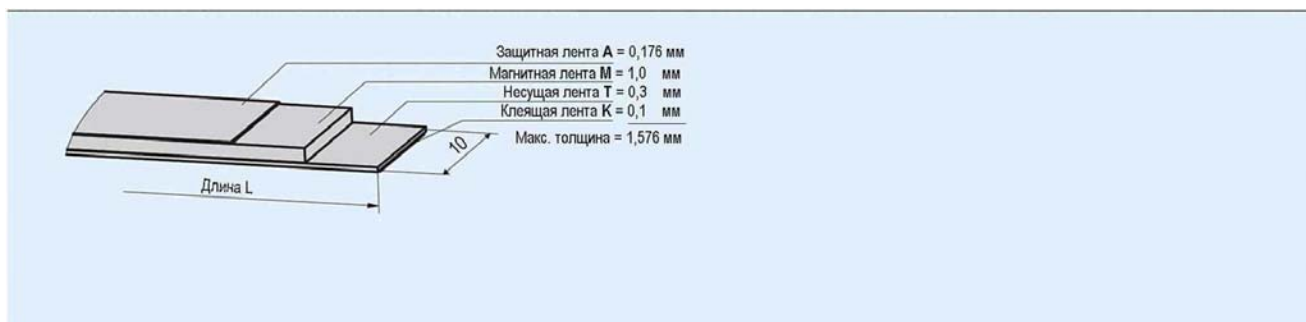 Защитная лента A = 0,176 мм
Магнитная лента M = 1,0 мм
Несущая лента T = 0,3 мм
Клеящая лента K = 0,1 мм
Макс. толщина = 1,576 мм
10
Длина L